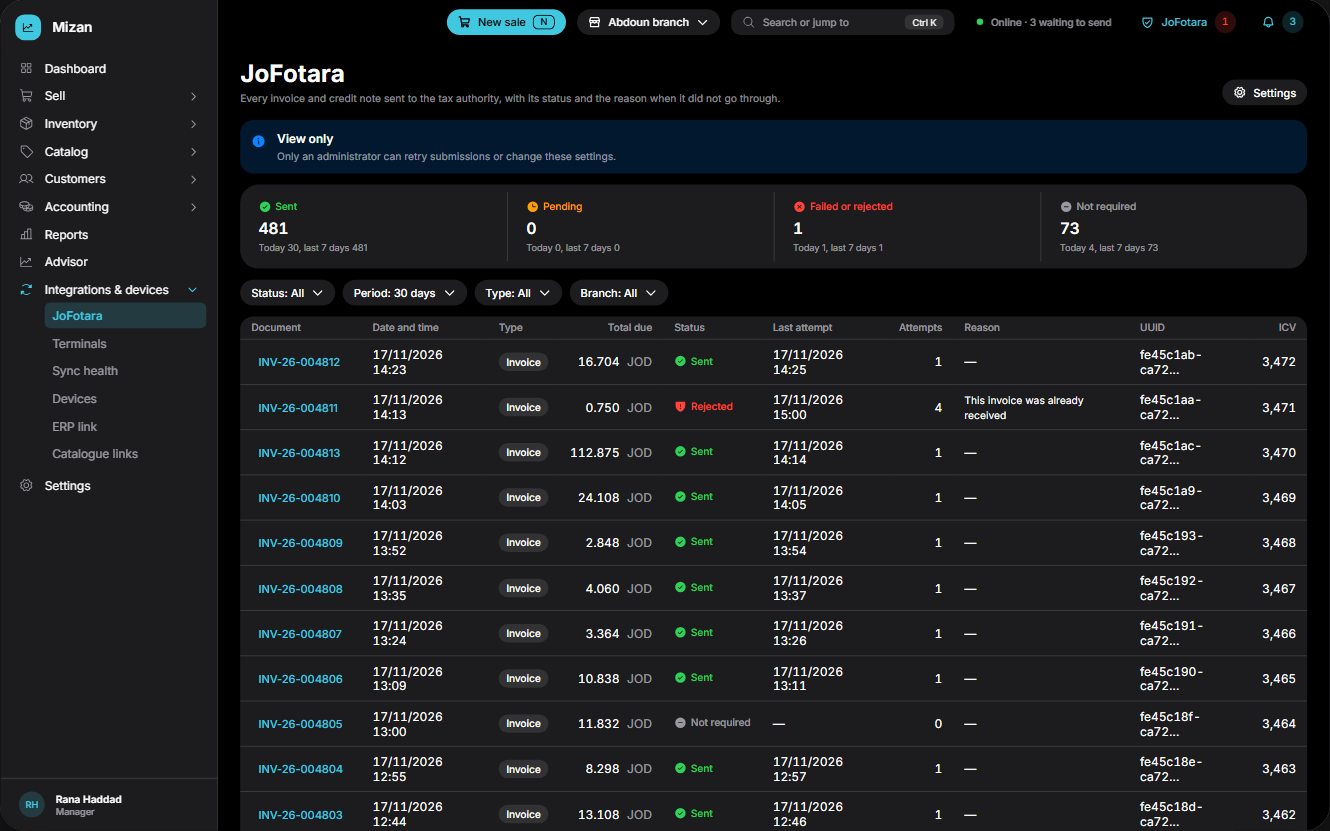 Mizan
New sale N
Abdoun branch
Search or jump to Ctrl K
Online · 3 waiting to send
JoFotara 1
3
Dashboard
Sell
Inventory
Catalog
Customers
Accounting
Reports
Advisor
Integrations & devices
JoFotara
Terminals
Sync health
Devices
ERP link
Catalogue links
Settings
RH
Rana Haddad
Manager
JoFotara
Every invoice and credit note sent to the tax authority, with its status and the reason when it did not go through.
Settings
View only
Only an administrator can retry submissions or change these settings.
Sent
481
Today 30, last 7 days 481
Pending
0
Today 0, last 7 days 0
Failed or rejected
1
Today 1, last 7 days 1
Not required
73
Today 4, last 7 days 73
Status: All
Period: 30 days
Type: All
Branch: All
Document Date and time Type Total due Status Last attempt Attempts Reason UUID ICV
INV-26-004812 17/11/2026 14:23 Invoice 16.704 JOD Sent 17/11/2026 14:25 1 — fe45c1ab-ca72... 3,472
INV-26-004811 17/11/2026 14:13 Invoice 0.750 JOD Rejected 17/11/2026 15:00 4 This invoice was already received fe45c1aa-ca72... 3,471
INV-26-004813 17/11/2026 14:12 Invoice 112.875 JOD Sent 17/11/2026 14:14 1 — fe45c1ac-ca72... 3,470
INV-26-004810 17/11/2026 14:03 Invoice 24.108 JOD Sent 17/11/2026 14:05 1 — fe45c1a9-ca72... 3,469
INV-26-004809 17/11/2026 13:52 Invoice 2.848 JOD Sent 17/11/2026 13:54 1 — fe45c193-ca72... 3,468
INV-26-004808 17/11/2026 13:35 Invoice 4.060 JOD Sent 17/11/2026 13:37 1 — fe45c192-ca72... 3,467
INV-26-004807 17/11/2026 13:24 Invoice 3.364 JOD Sent 17/11/2026 13:26 1 — fe45c191-ca72... 3,466
INV-26-004806 17/11/2026 13:09 Invoice 10.838 JOD Sent 17/11/2026 13:11 1 — fe45c190-ca72... 3,465
INV-26-004805 17/11/2026 13:00 Invoice 11.832 JOD Not required — 0 — fe45c18f-ca72... 3,464
INV-26-004804 17/11/2026 12:55 Invoice 8.298 JOD Sent 17/11/2026 12:57 1 — fe45c18e-ca72... 3,463
INV-26-004803 17/11/2026 12:44 Invoice 13.108 JOD Sent 17/11/2026 12:46 1 — fe45c18d-ca72... 3,462